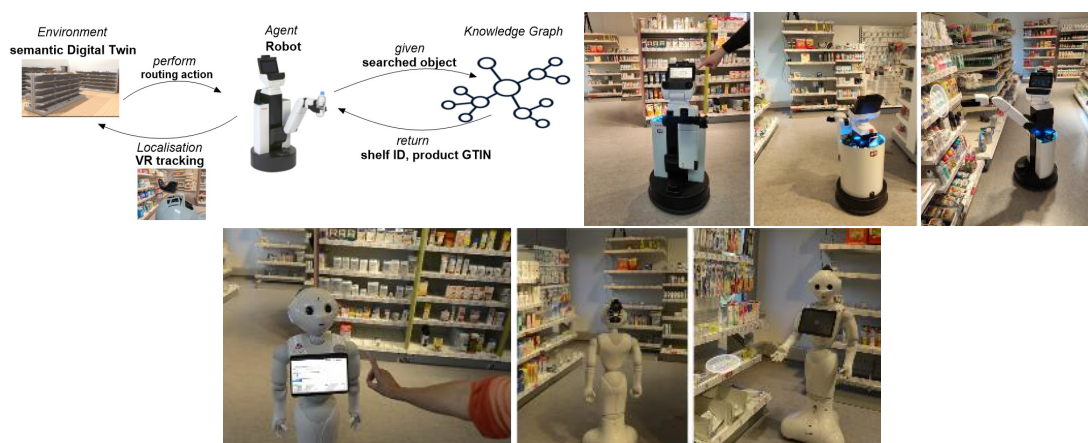 Environment
semantic Digital Twin
perform
routing action
Localisation
VR tracking
Agent
Robot
given
searched object
return
shelf ID, product GTIN
Knowledge Graph